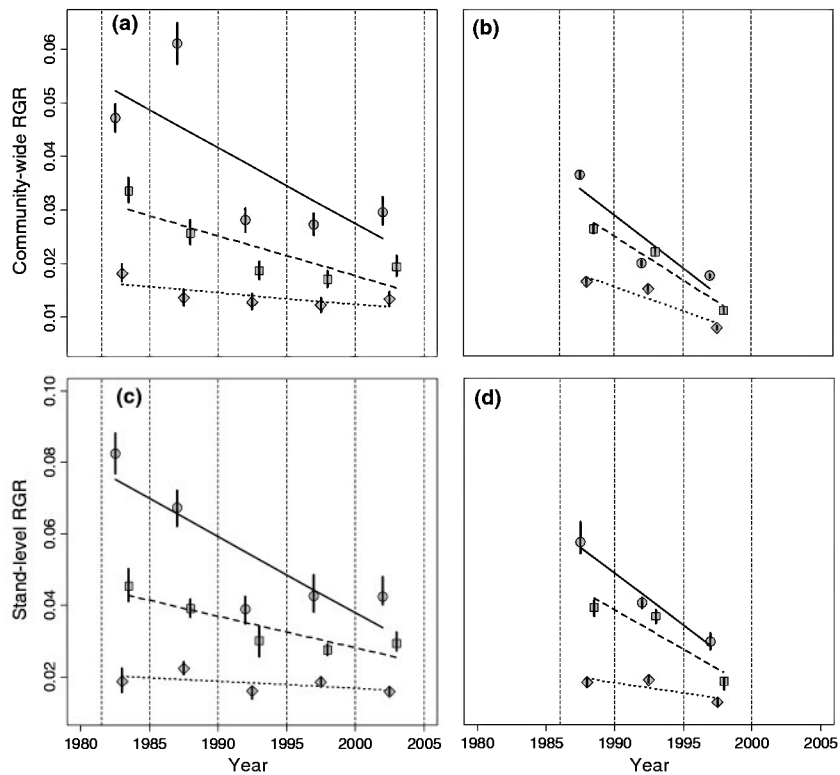 (a)
(b)
Community-wide RGR
0.06
0.05
0.04
0.03
0.02
0.01
(c)
(d)
Stand-level RGR
0.10
0.08
0.06
0.04
0.02
1980 1985 1990 1995 2000 2005
1980 1985 1990 1995 2000 2005
Year
Year